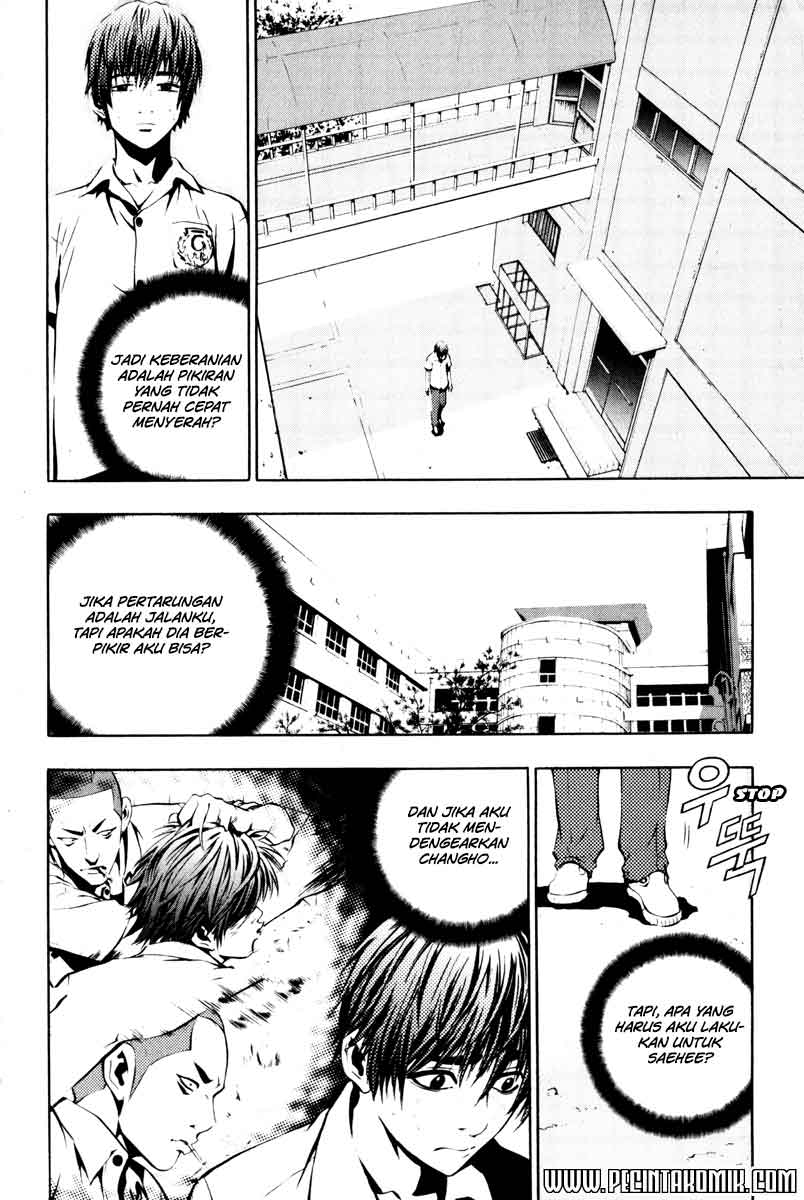 JADI KEBERANIAN
ADALAH PIKIRAN
YANG TIDAK
PERNAH CEPAT
MENYERAH?
JIKA PERTARUNGAN
ADALAH JALANKU,
TAPI APAKAH DIA BER-
PIKIR AKU BISA?
DAN JIKA AKU
TIDAK MEN-
DENGEARKAN
CHANGHO...
우뚝
STOP
TAPI, APA YANG
HARUS AKU LAKU-
KAN UNTUK
SAEHEE?
WWW.PECINTAKOMIK.COM